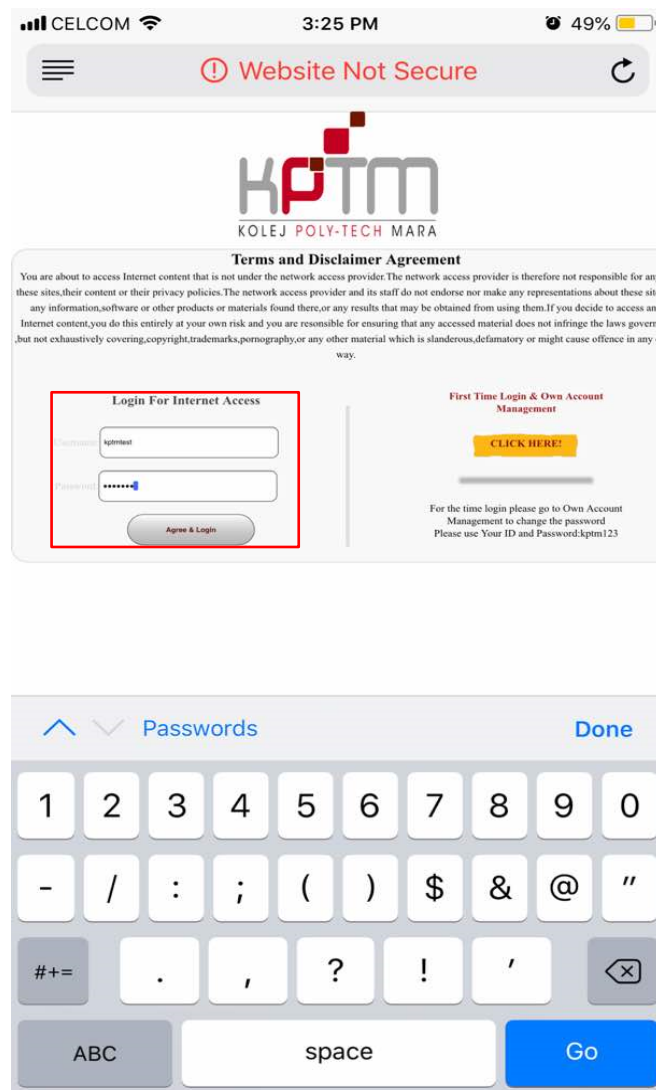 CELCOM 3:25 PM 49%
Website Not Secure
KPTM
KOLEJ POLY-TECH MARA
Terms and Disclaimer Agreement
You are about to access Internet content that is not under the network access provider.The network access provider is therefore not responsible for any
these sites,their content or their privacy policies.The network access provider and its staff do not endorse nor make any representations about these sit
any information,software or other products or materials found there,or any results that may be obtained from using them.If you decide to access an
Internet content,you do this entirely at your own risk and you are resonsible for ensuring that any accessed material does not infringe the laws govern
,but not exhaustively covering,copyright,trademarks,pornography,or any other material which is slanderous,defamatory or might cause offence in any
way.
Login For Internet Access
Username: kptmtest
Password:
Agree & Login
First Time Login & Own Account
Management
CLICK HERE!
For the time login please go to Own Account
Management to change the password
Please use Your ID and Password:kptm123
Passwords Done
1 2 3 4 5 6 7 8 9 0
- / : ; ( ) $ & @ "
#+= . , ? ! '
ABC space Go